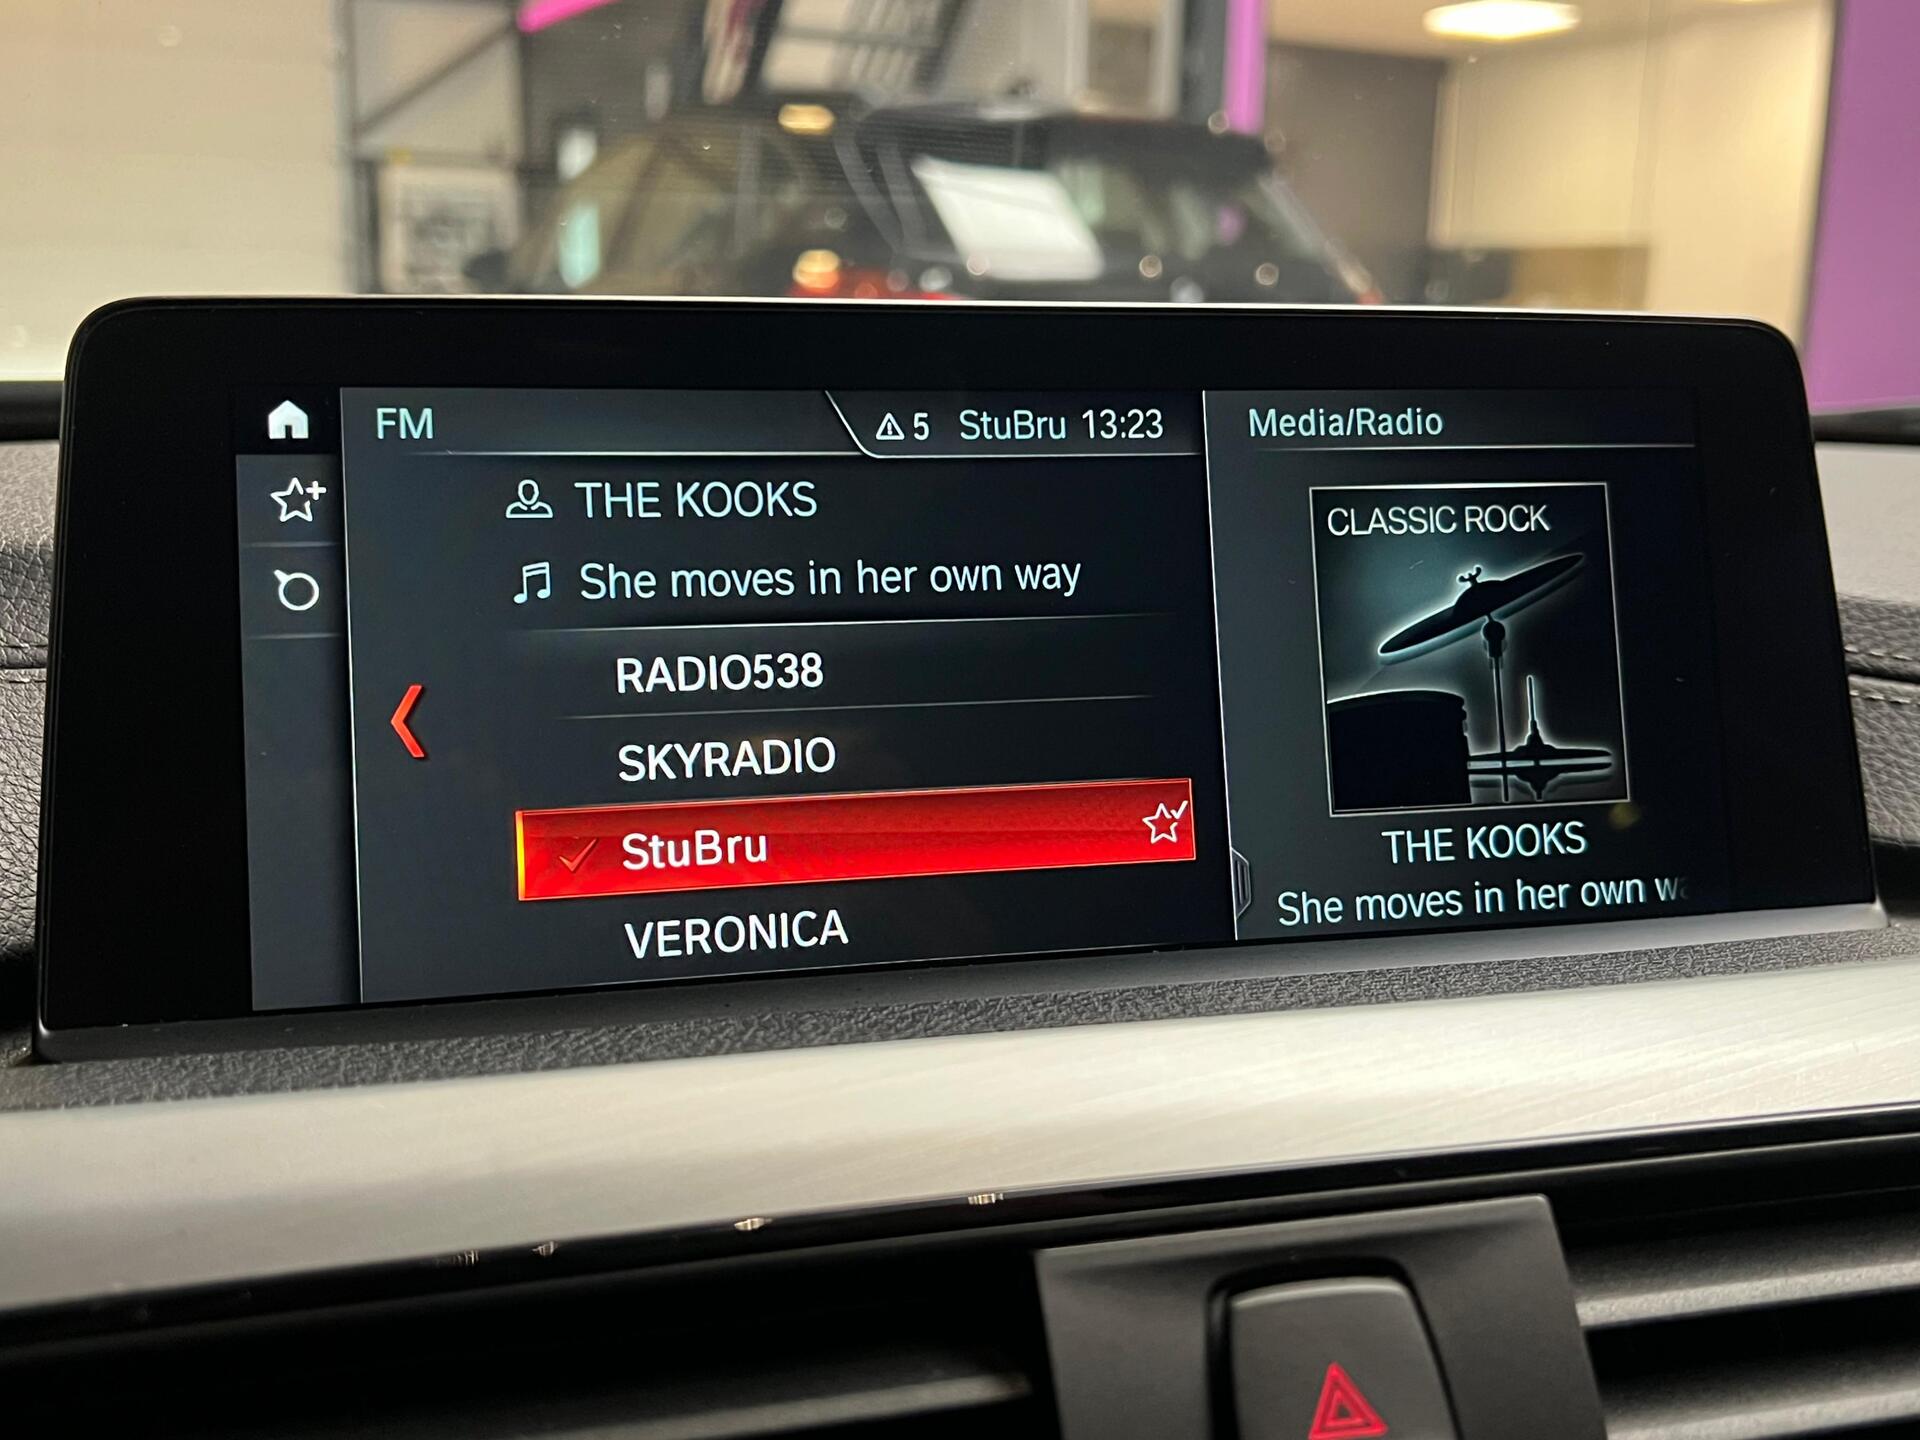 FM
5 StuBru 13:23
THE KOOKS
She moves in her own way
RADIO538
SKYRADIO
StuBru
VERONICA
Media/Radio
CLASSIC ROCK
THE KOOKS
She moves in her own